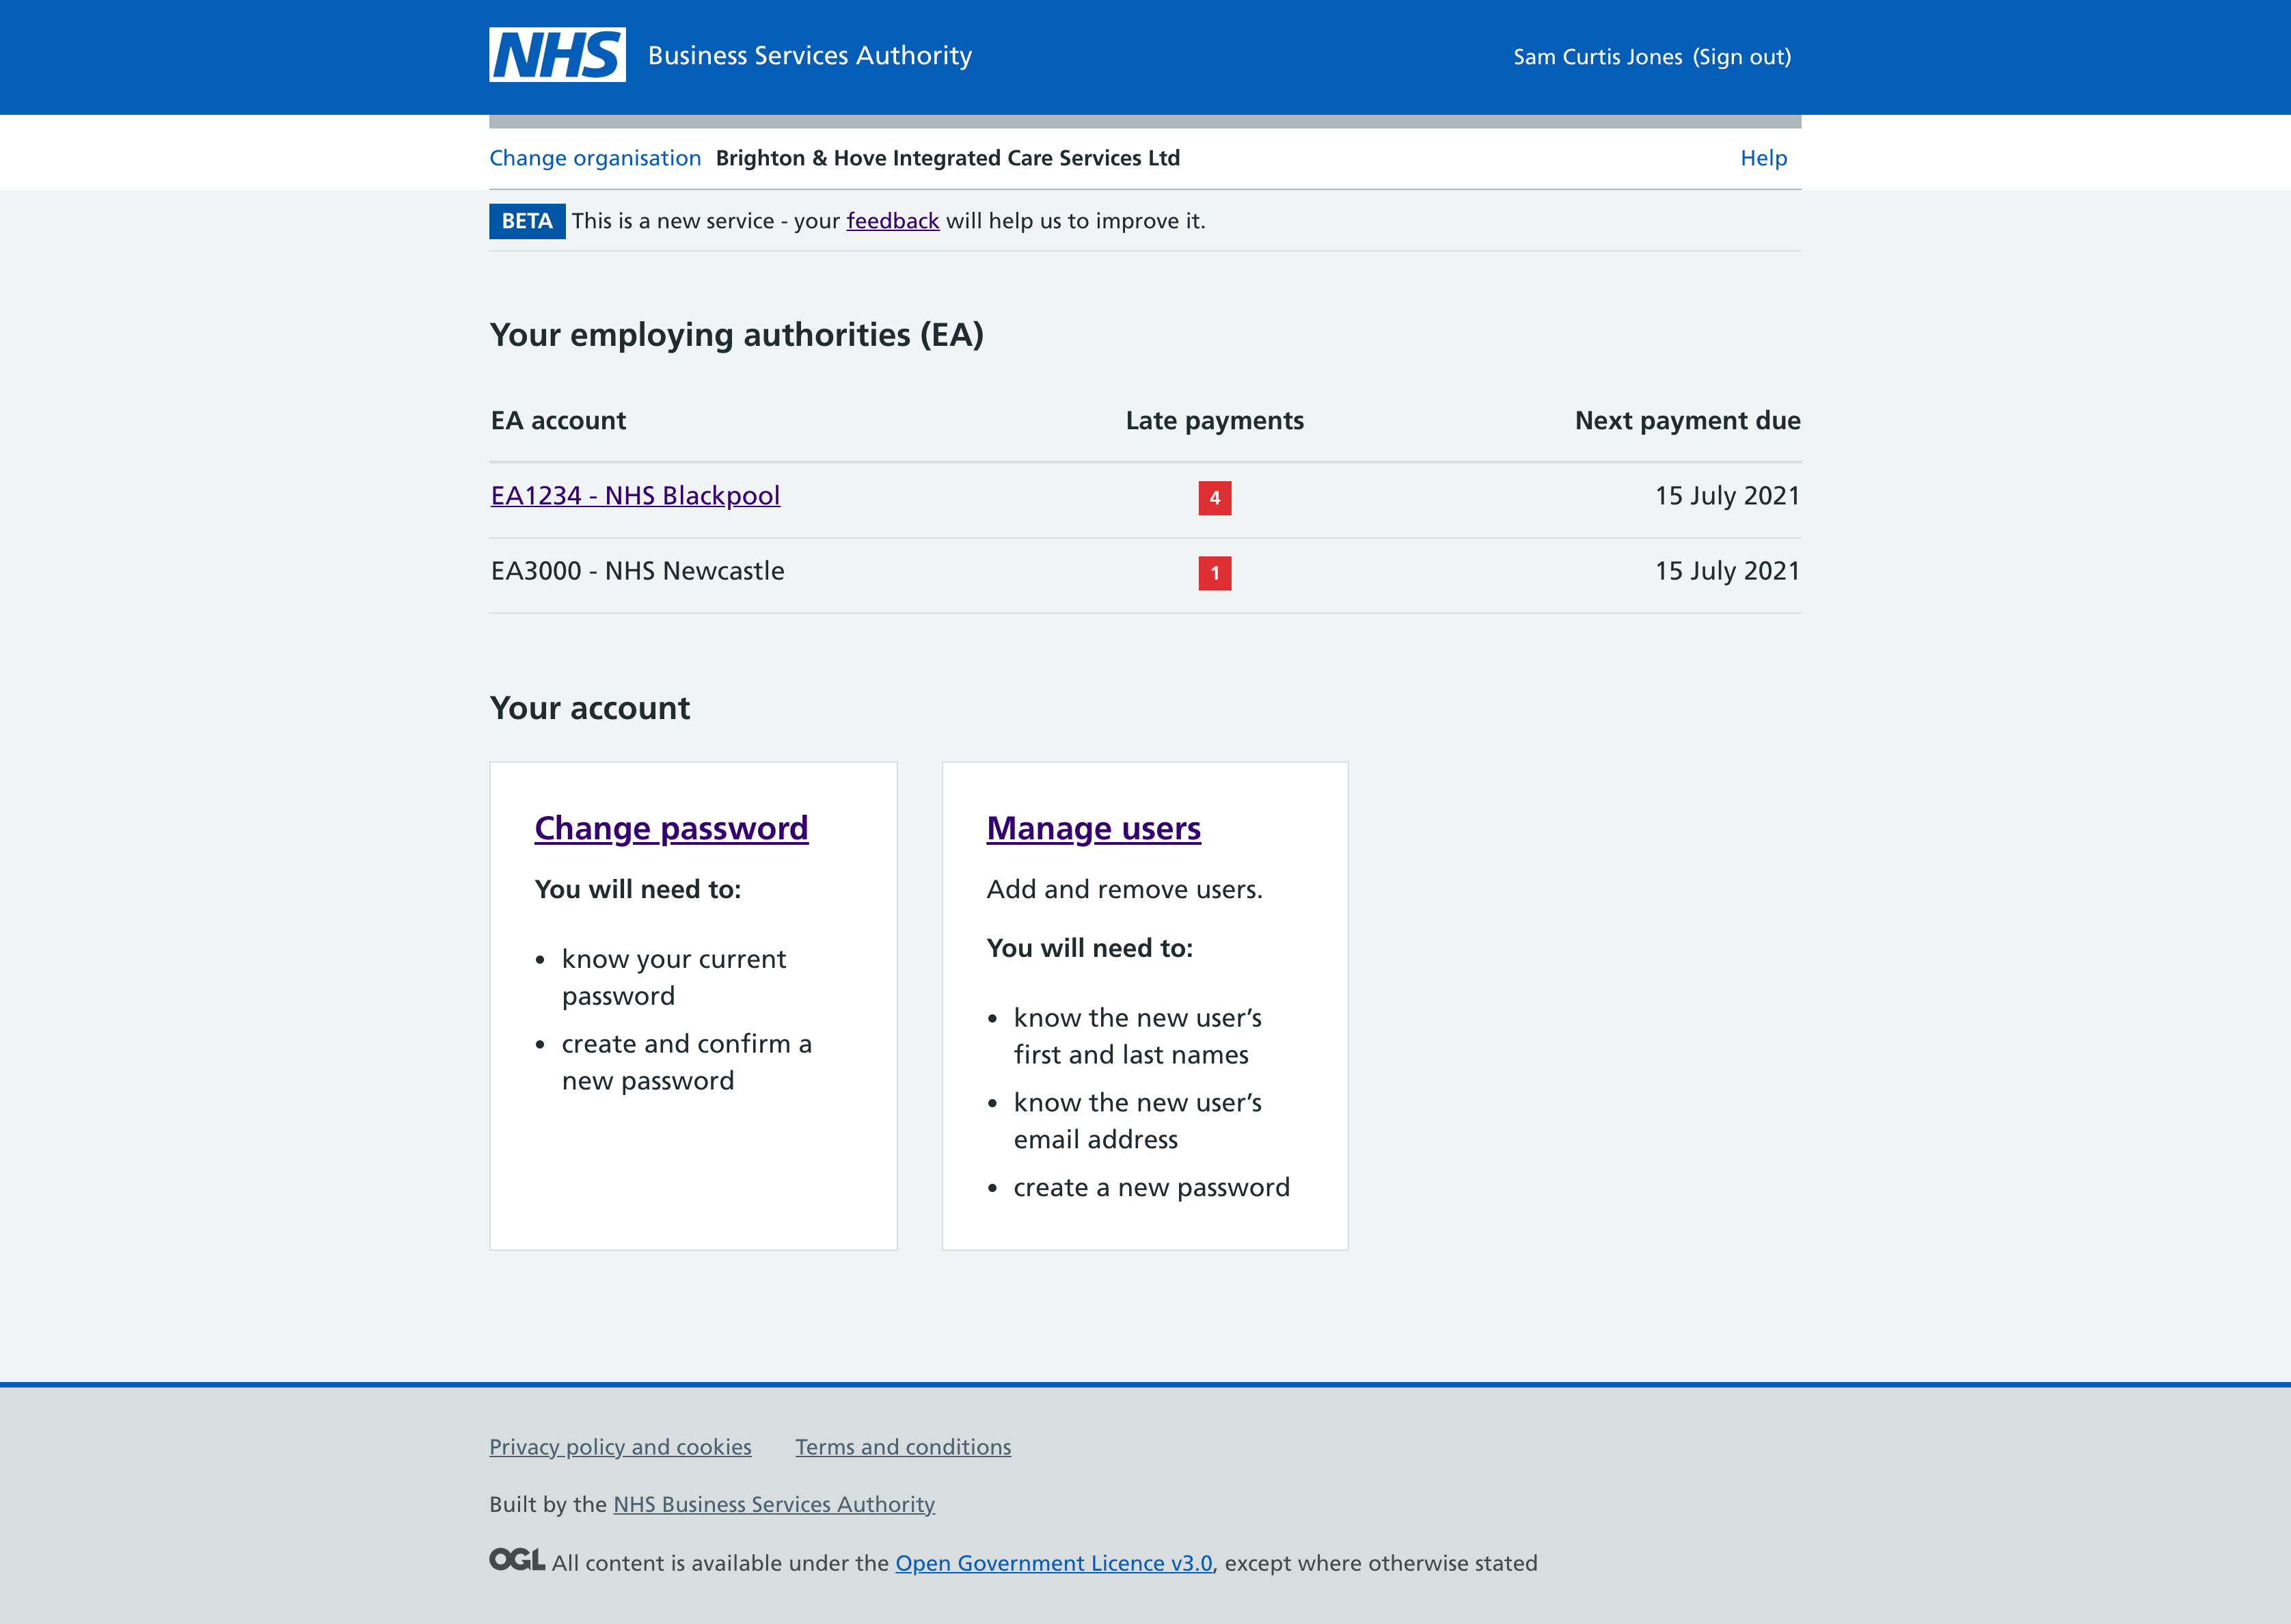 NHS Business Services Authority Sam Curtis Jones (Sign out)
Change organisation Brighton & Hove Integrated Care Services Ltd Help
BETA This is a new service - your feedback will help us to improve it.
Your employing authorities (EA)
EA account Late payments Next payment due
EA1234 - NHS Blackpool 4 15 July 2021
EA3000 - NHS Newcastle 1 15 July 2021
Your account
Change password
You will need to:
• know your current
password
• create and confirm a
new password
Manage users
Add and remove users.
You will need to:
• know the new user’s
first and last names
• know the new user’s
email address
• create a new password
Privacy policy and cookies Terms and conditions
Built by the NHS Business Services Authority
OGL All content is available under the Open Government Licence v3.0, except where otherwise stated